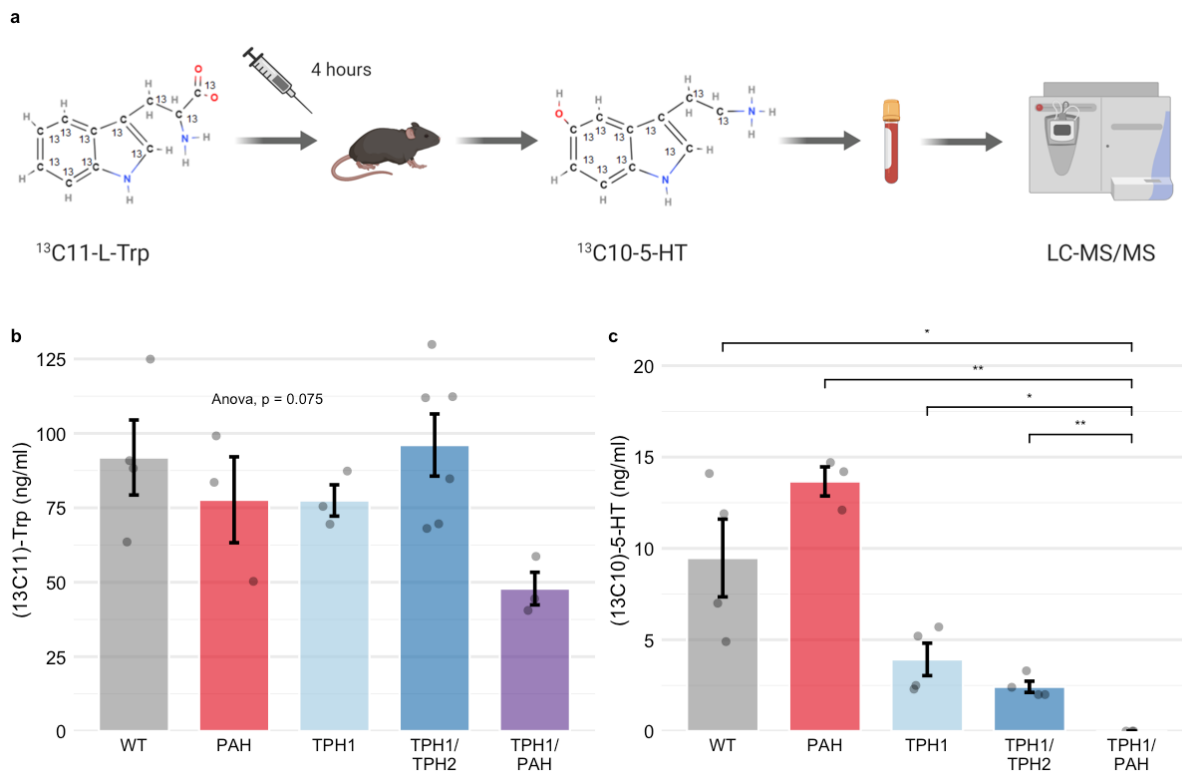 a
4 hours
¹³C11-L-Trp
¹³C10-5-HT
LC-MS/MS
b
(13C11)-Trp (ng/ml)
125
100
75
50
25
0
Anova, p = 0.075
WT
PAH
TPH1
TPH1/
TPH2
TPH1/
PAH
c
(13C10)-5-HT (ng/ml)
20
15
10
5
0
*
**
*
**
WT
PAH
TPH1
TPH1/
TPH2
TPH1/
PAH